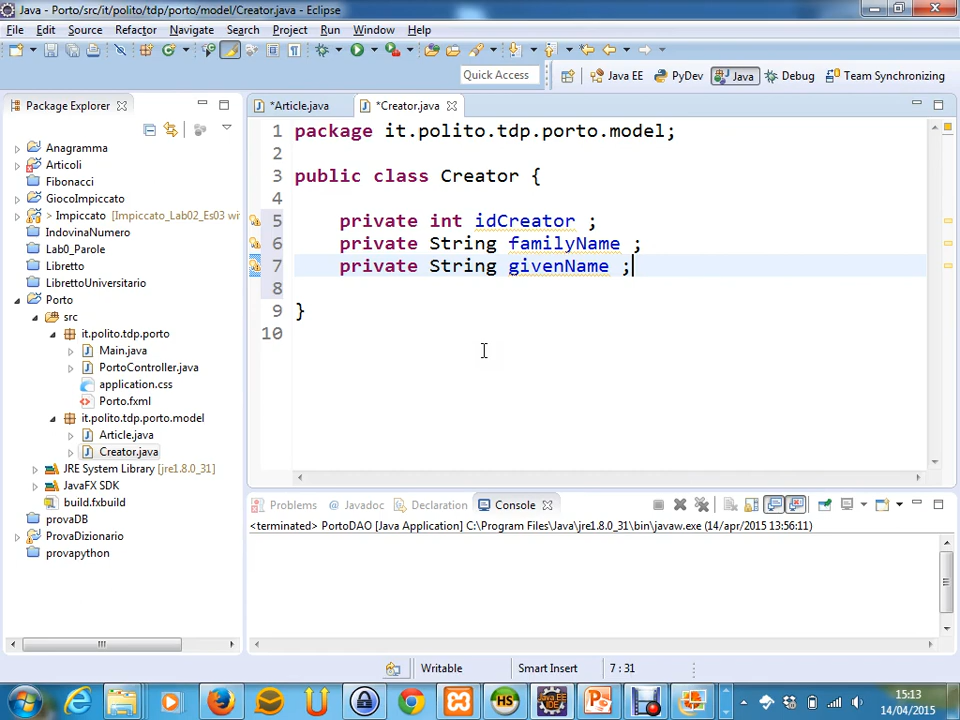 Java - Porto/src/it/polito/tdp/porto/model/Creator.java - Eclipse
File Edit Source Refactor Navigate Search Project Run Window Help
Quick Access
Java EE PyDev Java Debug Team Synchronizing
Package Explorer
*Article.java *Creator.java
Anagramma
Articoli
Fibonacci
GiocoImpiccato
> Impiccato [Impiccato_Lab02_Es03 wi
IndovinaNumero
Lab0_Parole
Libretto
LibrettoUniversitario
Porto
src
it.polito.tdp.porto
Main.java
PortoController.java
application.css
Porto.fxml
it.polito.tdp.porto.model
Article.java
Creator.java
JRE System Library [jre1.8.0_31]
JavaFX SDK
build.fxbuild
provaDB
ProvaDizionario
provapython
1 package it.polito.tdp.porto.model;
2
3 public class Creator {
4
5 private int idCreator ;
6 private String familyName ;
7 private String givenName ;
8
9 }
10
Problems Javadoc Declaration Console
<terminated> PortoDAO [Java Application] C:\Program Files\Java\jre1.8.0_31\bin\javaw.exe (14/apr/2015 13:56:11)
Writable Smart Insert 7 : 31
15:13
14/04/2015